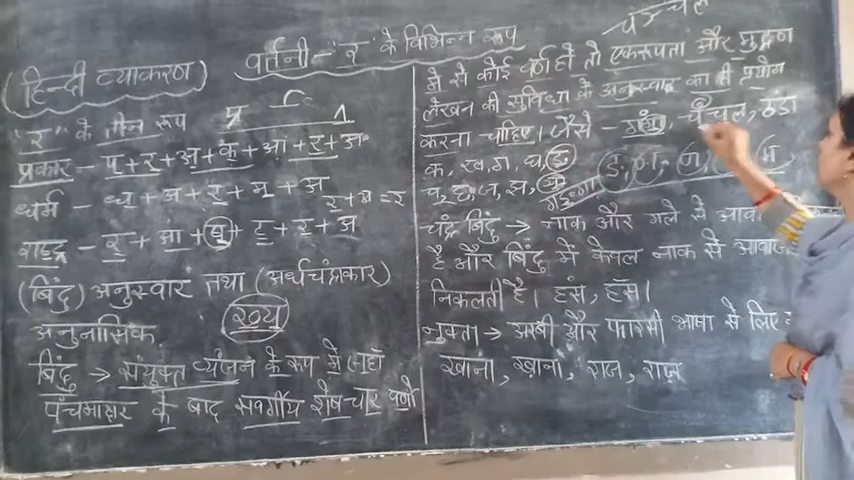 (हिन्दी व्याकरण)
वर्तनी - 'र' के विभिन्न रूप
"र" के तीन रूप
प्रकार - प् + र् + अ + क् + आ + र् + अ
धर्म - ध् + अ + र् + म् + अ
र् + अ = र
राष्ट्र - र् + आ + ष् + ट् + र् + अ
(बिंदु) अनुस्वार तथा (अर्धचंद्राकार)
अनुनासिक.
बिंदु → संयुक्त व्यंजन के रूप में जहाँ
पंचमाक्षर के बाद सवर्गीय शेष चार वर्णो
में से कोई वर्ण हो तो एकरूपता और मुद्रण
लेखन की सुविधा के अनुस्वार का ही प्रयोग
करना चाहिए। जैसे - गंगा, चंचल, ठंडा
क, ख, ग, घ, ङ,
च, छ, ज, झ, ञ
चंद्र बिंदु → नाक और गले से
है और बिंदु में केवल नाक से आवाज
निकलती है। हंस, हँस।
नुक्ता → अरबी और फारसी भाषा से लिए
खाना, ख़ाना, राज, राज़